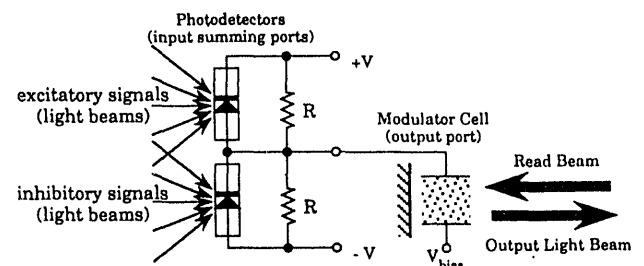 Photodetectors
(input summing ports)
+V
excitatory signals
(light beams)
R
Modulator Cell
(output port)
Read Beam
inhibitory signals
(light beams)
R
Output Light Beam
- V
V bias